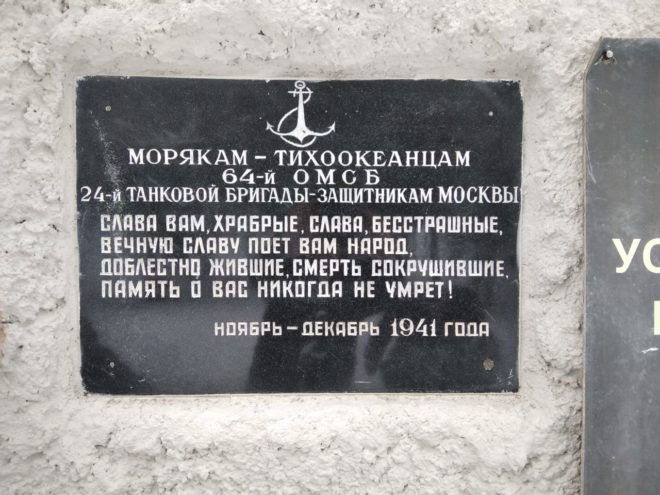 МОРЯКАМ – ТИХООКЕАНЦАМ
64-й ОМСБ
24-й ТАНКОВОЙ БРИГАДЫ-ЗАЩИТНИКАМ МОСКВЫ
СЛАВА ВАМ, ХРАБРЫЕ, СЛАВА, БЕССТРАШНЫЕ,
ВЕЧНУЮ СЛАВУ ПОЕТ ВАМ НАРОД,
ДОБЛЕСТНО ЖИВШИЕ, СМЕРТЬ СОКРУШИВШИЕ,
ПАМЯТЬ О ВАС НИКОГДА НЕ УМРЕТ!
НОЯБРЬ – ДЕКАБРЬ 1941 ГОДА